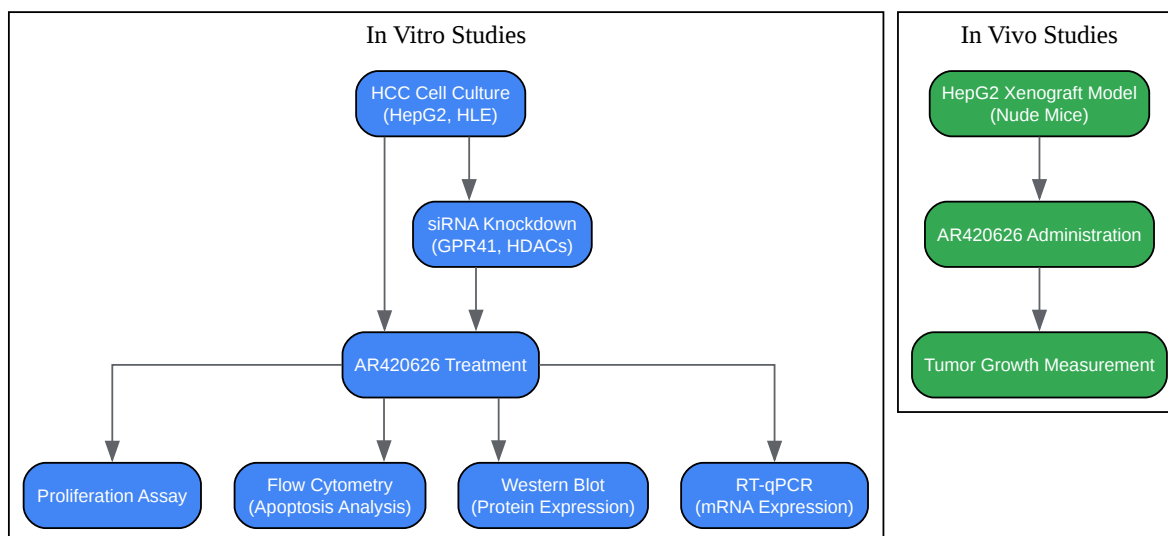 In Vitro Studies
HCC Cell Culture
(HepG2, HLE)
siRNA Knockdown
(GPR41, HDACs)
AR420626 Treatment
Proliferation Assay
Flow Cytometry
(Apoptosis Analysis)
Western Blot
(Protein Expression)
RT-qPCR
(mRNA Expression)
In Vivo Studies
HepG2 Xenograft Model
(Nude Mice)
AR420626 Administration
Tumor Growth Measurement